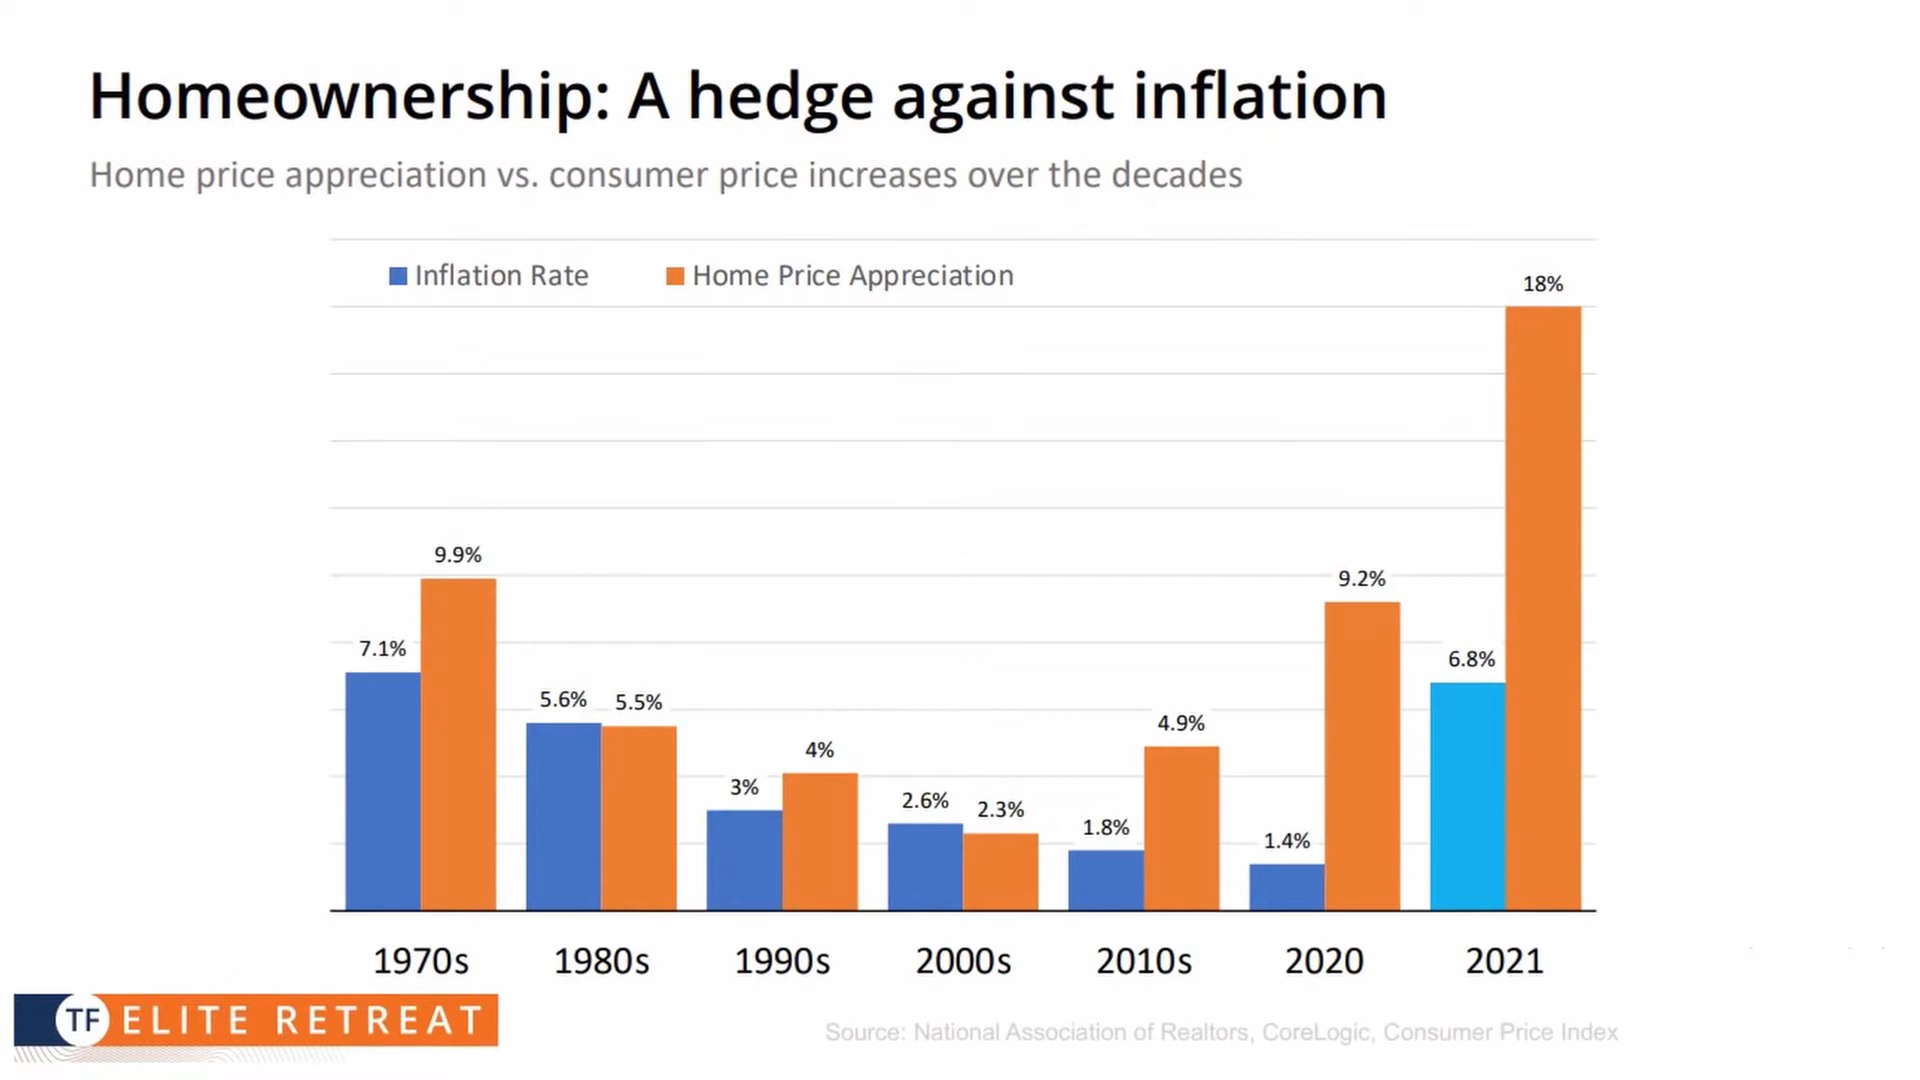 Homeownership: A hedge against inflation
Home price appreciation vs. consumer price increases over the decades
Inflation Rate
Home Price Appreciation
7.1%
9.9%
5.6%
5.5%
3%
4%
2.6%
2.3%
1.8%
4.9%
1.4%
9.2%
6.8%
18%
1970s
1980s
1990s
2000s
2010s
2020
2021
TF ELITE RETREAT
Source: National Association of Realtors, CoreLogic, Consumer Price Index